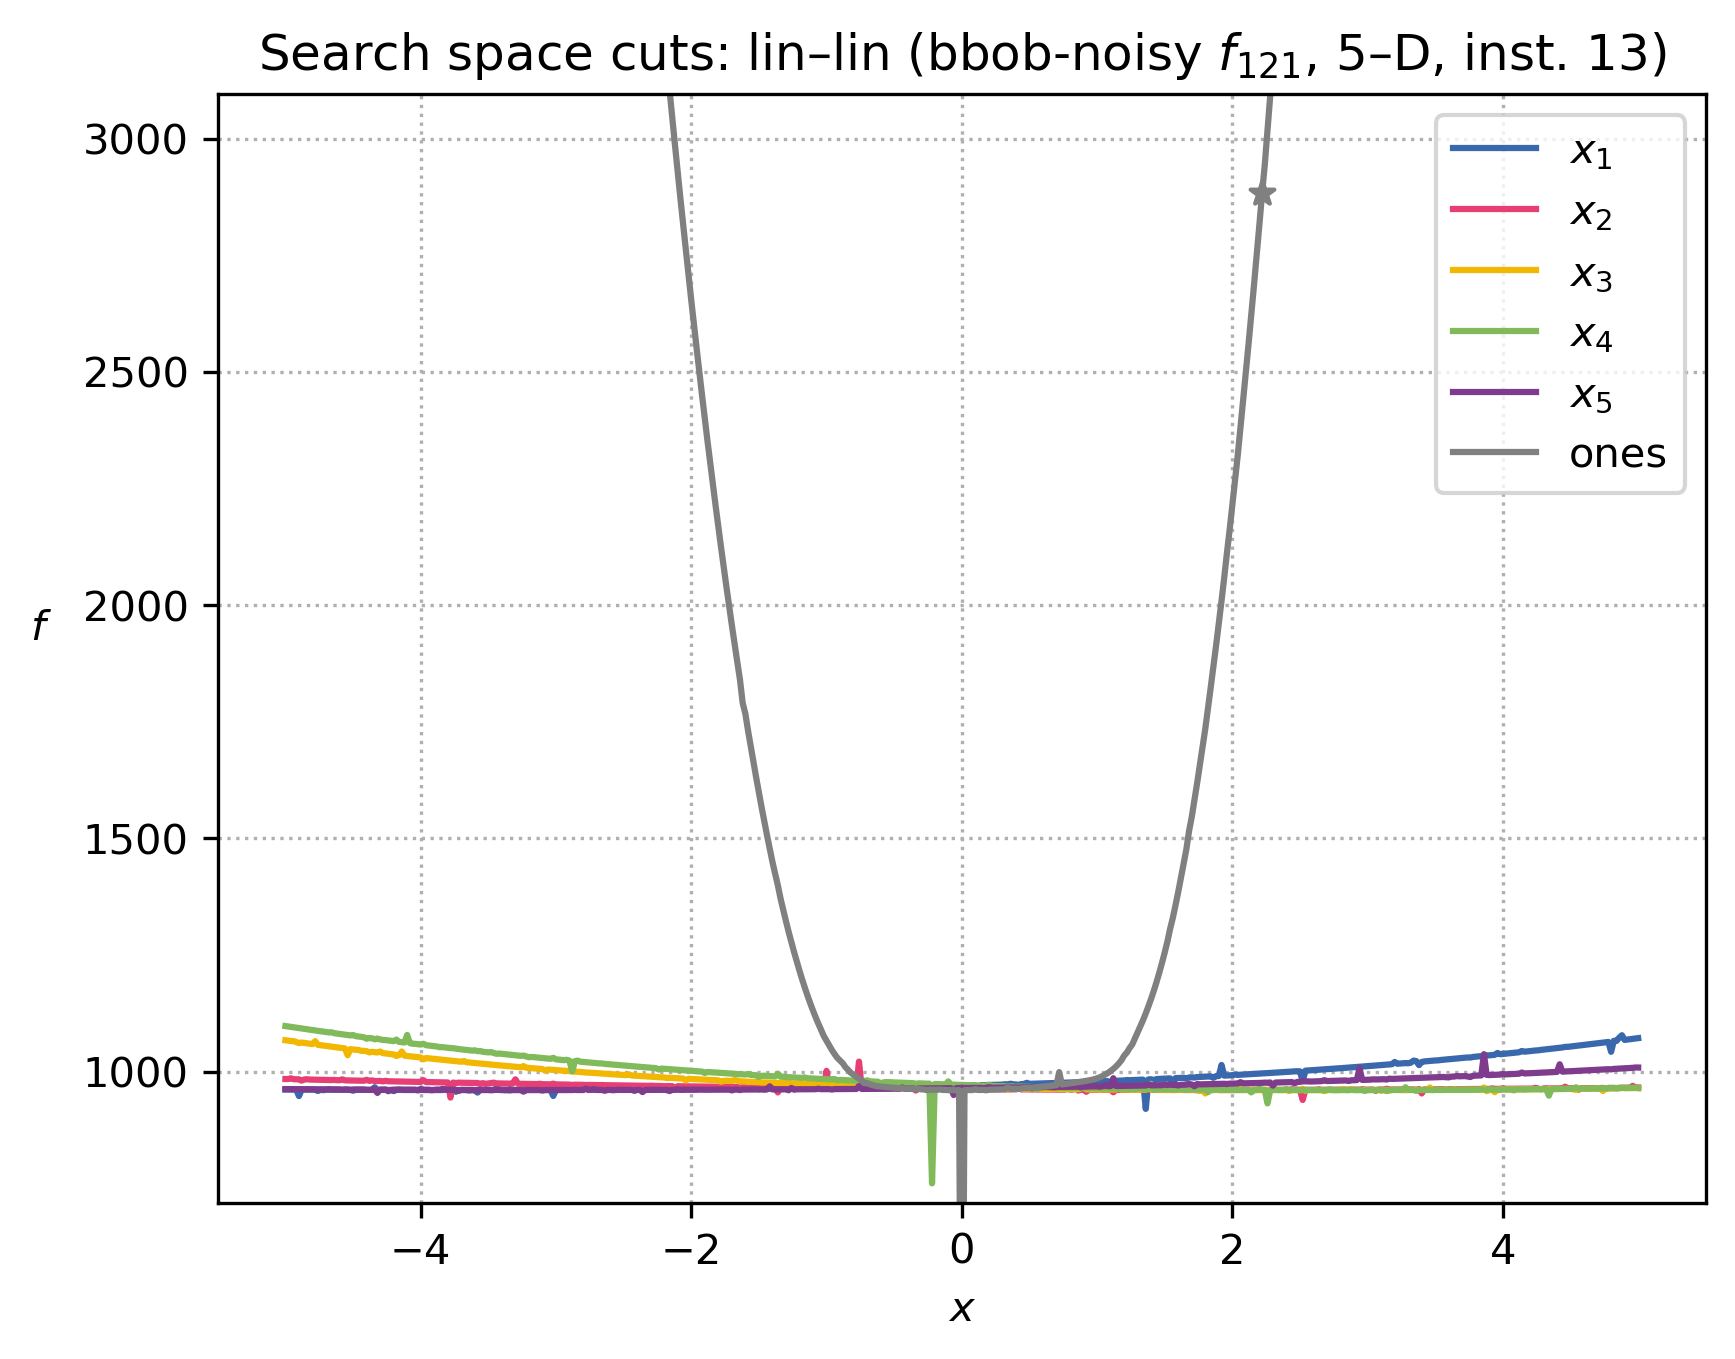 Search space cuts: lin–lin (bbob-noisy f₁₂₁, 5–D, inst. 13)
3000
2500
2000
1500
1000
f
−4
−2
0
2
4
x
x₁
x₂
x₃
x₄
x₅
ones